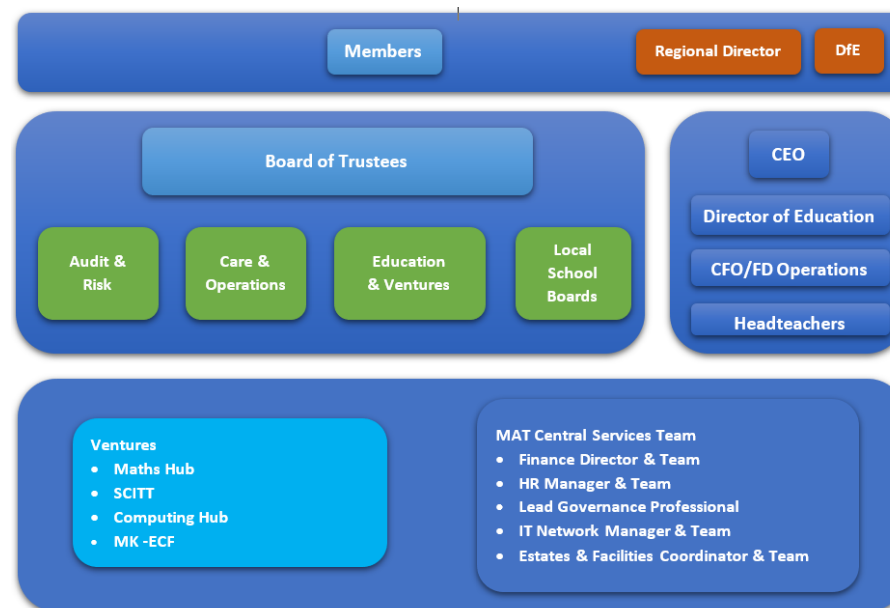 Members
Regional Director
DfE
Board of Trustees
CEO
Director of Education
CFO/FD Operations
Headteachers
Audit &
Risk
Care &
Operations
Education
& Ventures
Local
School
Boards
Ventures
• Maths Hub
• SCITT
• Computing Hub
• MK -ECF
MAT Central Services Team
• Finance Director & Team
• HR Manager & Team
• Lead Governance Professional
• IT Network Manager & Team
• Estates & Facilities Coordinator & Team